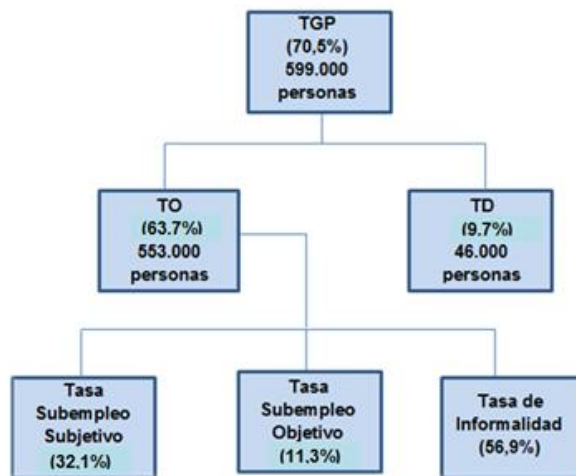 TGP
(70,5%)
599.000
personas
TO
(63.7%)
553.000
personas
TD
(9.7%)
46.000
personas
Tasa
Subempleo
Subjetivo
(32,1%)
Tasa
Subempleo
Objetivo
(11,3%)
Tasa de
Informalidad
(56,9%)